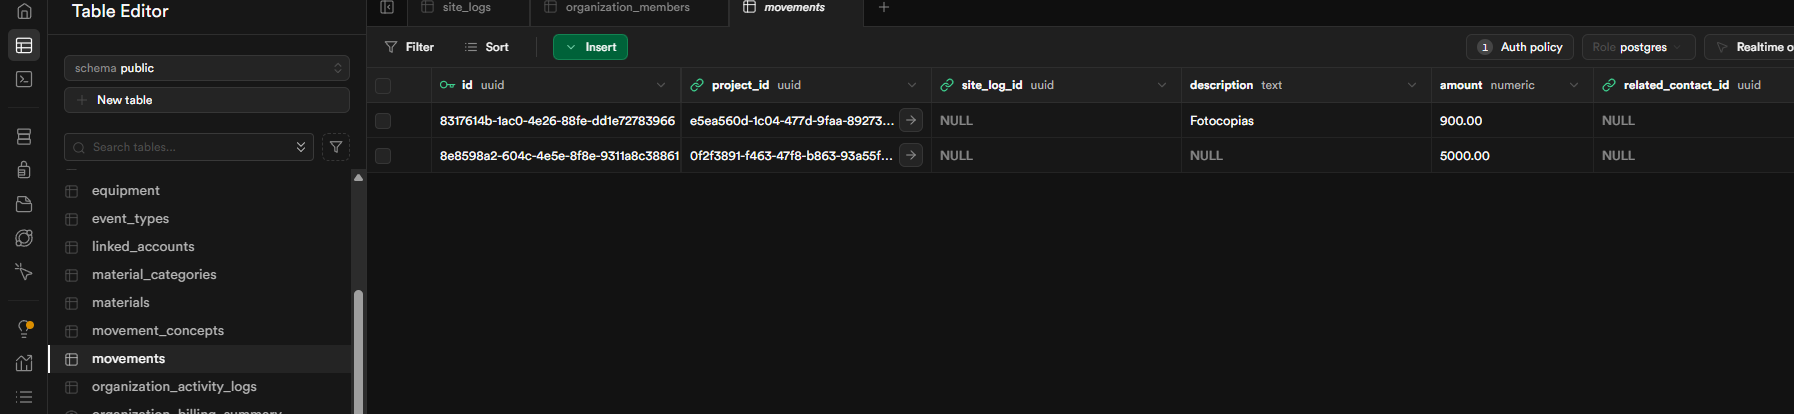 Table Editor
site_logs
organization_members
movements
Filter
Sort
Insert
1 Auth policy
Role postgres
Realtime o
schema public
New table
Search tables...
id uuid
project_id uuid
site_log_id uuid
description text
amount numeric
related_contact_id uuid
8317614b-1ac0-4e26-88fe-dd1e72783966
e5ea560d-1c04-477d-9faa-89273...
NULL
Fotocopias
900.00
NULL
8e8598a2-604c-4e5e-8f8e-9311a8c38861
0f2f3891-f463-47f8-b863-93a55f...
NULL
NULL
5000.00
NULL
equipment
event_types
linked_accounts
material_categories
materials
movement_concepts
movements
organization_activity_logs
organization_billing_summary